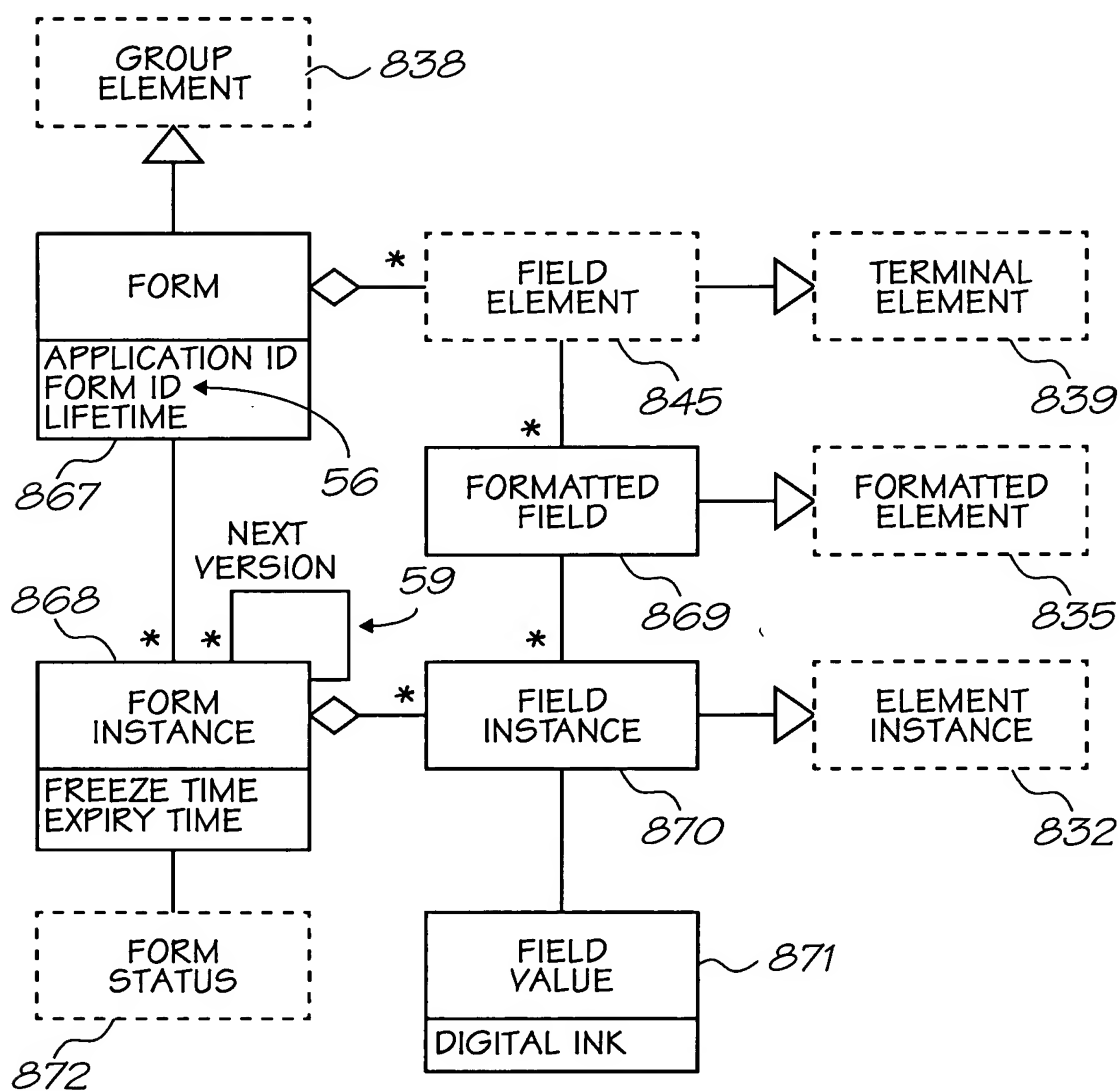 GROUP
ELEMENT
838
FORM
*
FIELD
ELEMENT
TERMINAL
ELEMENT
APPLICATION ID
FORM ID
LIFETIME
867
56
845
839
*
FORMATTED
FIELD
FORMATTED
ELEMENT
869
835
NEXT
VERSION
59
868
*
*
*
FORM
INSTANCE
*
FIELD
INSTANCE
ELEMENT
INSTANCE
FREEZE TIME
EXPIRY TIME
870
832
FORM
STATUS
872
FIELD
VALUE
871
DIGITAL INK